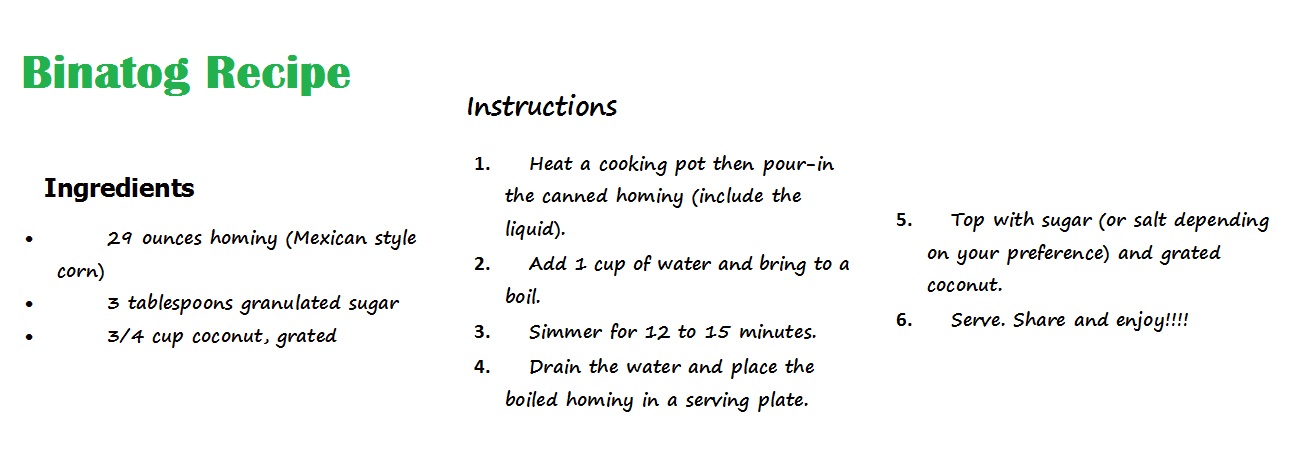 Binatog Recipe
Ingredients
• 29 ounces hominy (Mexican style
corn)
• 3 tablespoons granulated sugar
• 3/4 cup coconut, grated
Instructions
1. Heat a cooking pot then pour-in
the canned hominy (include the
liquid).
2. Add 1 cup of water and bring to a
boil.
3. Simmer for 12 to 15 minutes.
4. Drain the water and place the
boiled hominy in a serving plate.
5. Top with sugar (or salt depending
on your preference) and grated
coconut.
6. Serve. Share and enjoy!!!!